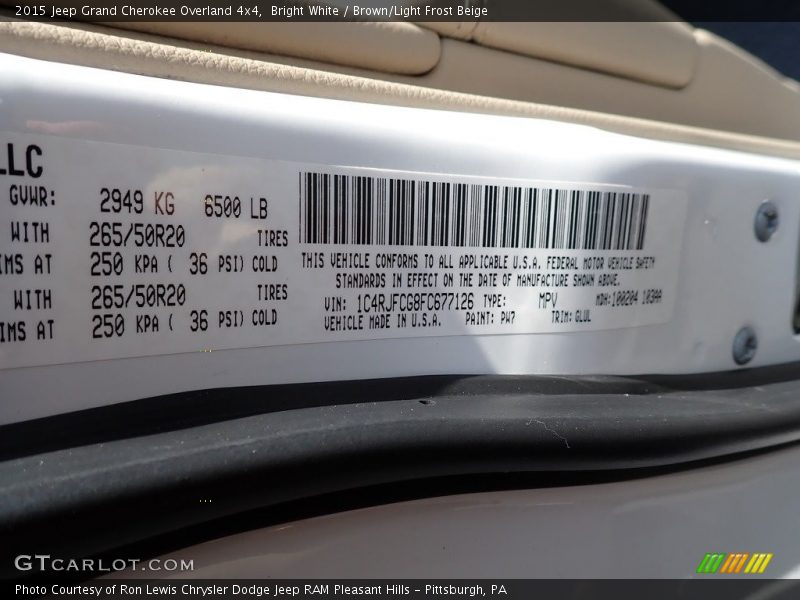 2015 Jeep Grand Cherokee Overland 4x4,  Bright White / Brown/Light Frost Beige
LLC
GVWR: 2949 KG 6500 LB
WITH 265/50R20 TIRES
IMS AT 250 KPA ( 36 PSI) COLD
WITH 265/50R20 TIRES
IMS AT 250 KPA ( 36 PSI) COLD
THIS VEHICLE CONFORMS TO ALL APPLICABLE U.S.A. FEDERAL MOTOR VEHICLE SAFETY
STANDARDS IN EFFECT ON THE DATE OF MANUFACTURE SHOWN ABOVE.
VIN: 1C4RJFCG8FC677126 TYPE: MPV MDH:100204 103AA
VEHICLE MADE IN U.S.A. PAINT: PW7 TRIM: GLUL
GTCARLOT.COM
Photo Courtesy of Ron Lewis Chrysler Dodge Jeep RAM Pleasant Hills - Pittsburgh, PA